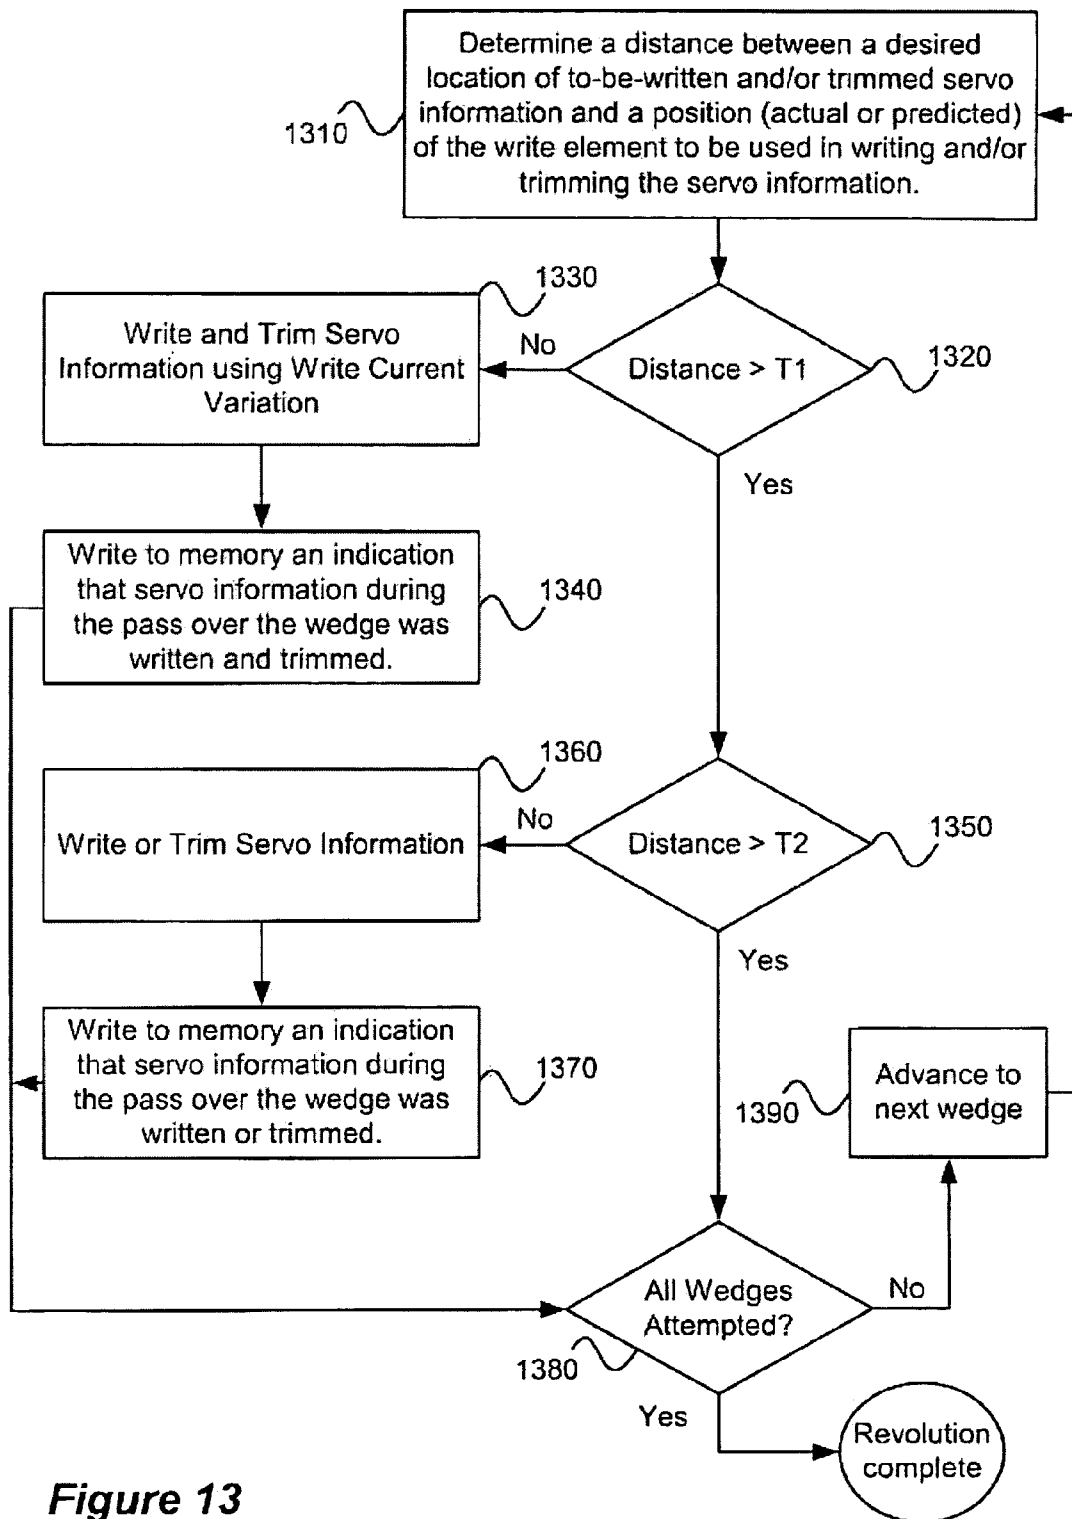 Determine a distance between a desired
location of to-be-written and/or trimmed servo
information and a position (actual or predicted)
of the write element to be used in writing and/or
trimming the servo information.
1310
1330
Write and Trim Servo
Information using Write Current
Variation
No
Distance > T1
1320
Yes
Write to memory an indication
that servo information during
the pass over the wedge was
written and trimmed.
1340
1360
Write or Trim Servo Information
No
Distance > T2
1350
Yes
Write to memory an indication
that servo information during
the pass over the wedge was
written or trimmed.
1370
1390
Advance to
next wedge
All Wedges
Attempted?
No
1380
Yes
Revolution
complete
Figure 13